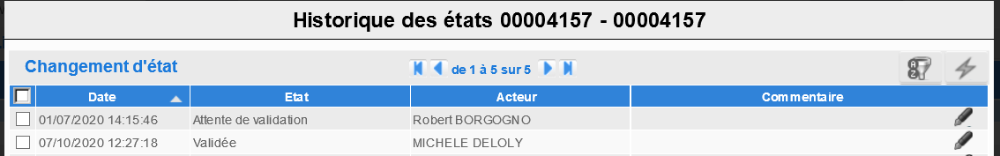 Historique des états 00004157 - 00004157
Changement d'état
de 1 à 5 sur 5
Date Etat Acteur Commentaire
01/07/2020 14:15:46 Attente de validation Robert BORGOGNO
07/10/2020 12:27:18 Validée MICHELE DELOLY